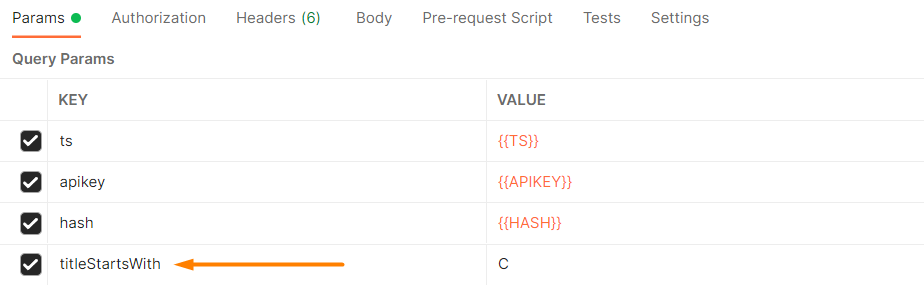 Params Authorization Headers (6) Body Pre-request Script Tests Settings
Query Params
KEY VALUE
ts {{TS}}
apikey {{APIKEY}}
hash {{HASH}}
titleStartsWith C